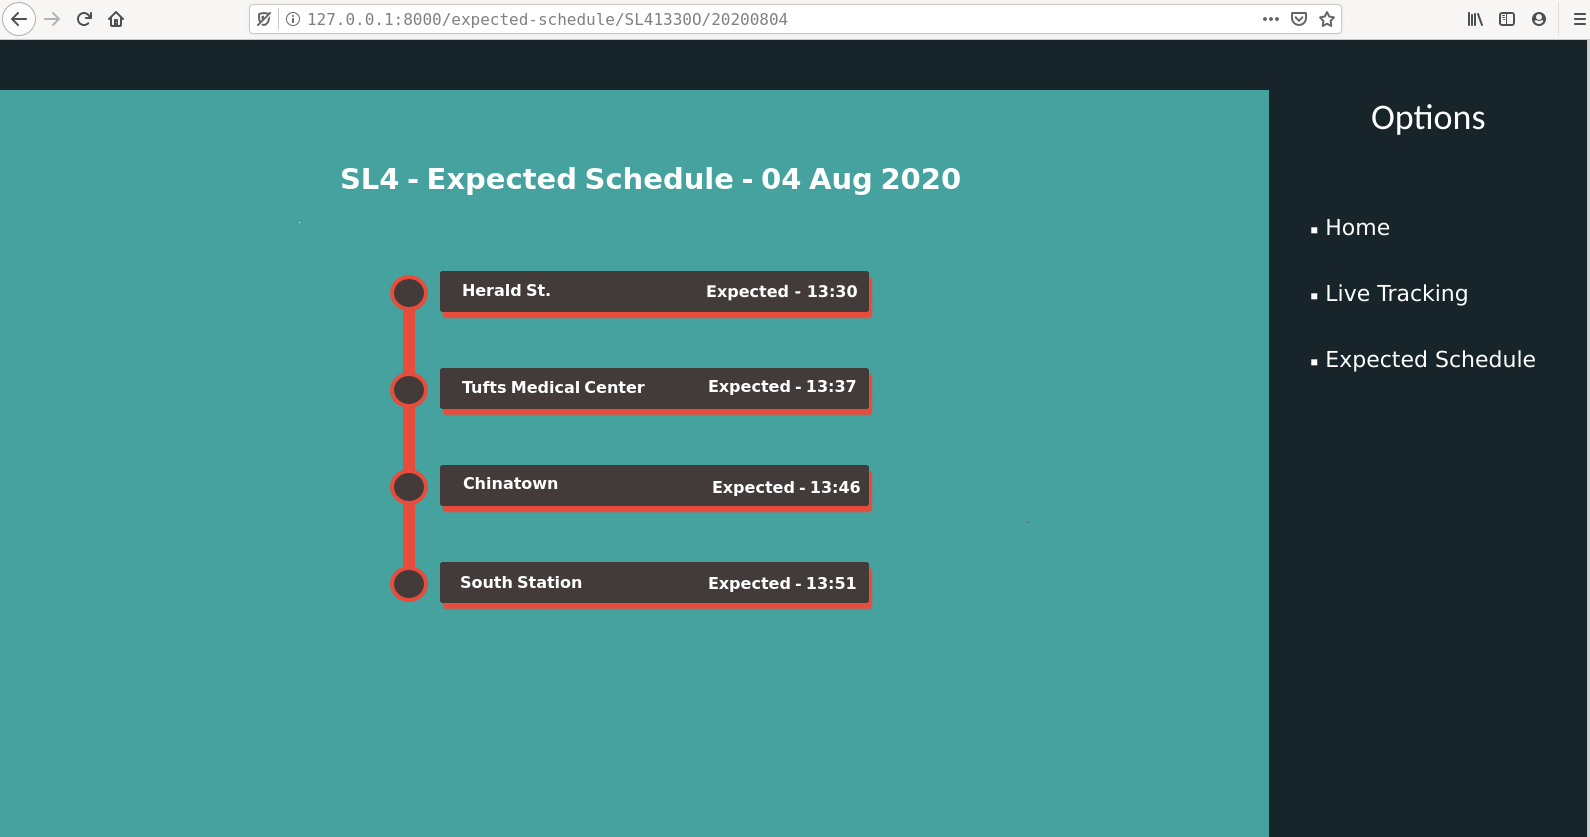 127.0.0.1:8000/expected-schedule/SL41330O/20200804
Options
SL4 - Expected Schedule - 04 Aug 2020
Home
Herald St. Expected - 13:30
Live Tracking
Expected Schedule
Tufts Medical Center Expected - 13:37
Chinatown Expected - 13:46
South Station Expected - 13:51